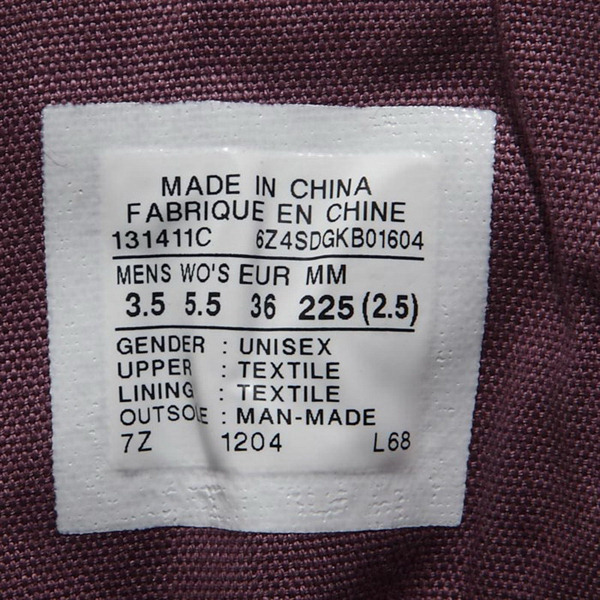 MADE IN CHINA
FABRIQUE EN CHINE
131411C 6Z4SDGKB01604
MENS WO'S EUR MM
3.5 5.5 36 225 (2.5)
GENDER : UNISEX
UPPER : TEXTILE
LINING : TEXTILE
OUTSOLE : MAN-MADE
7Z 1204 L68